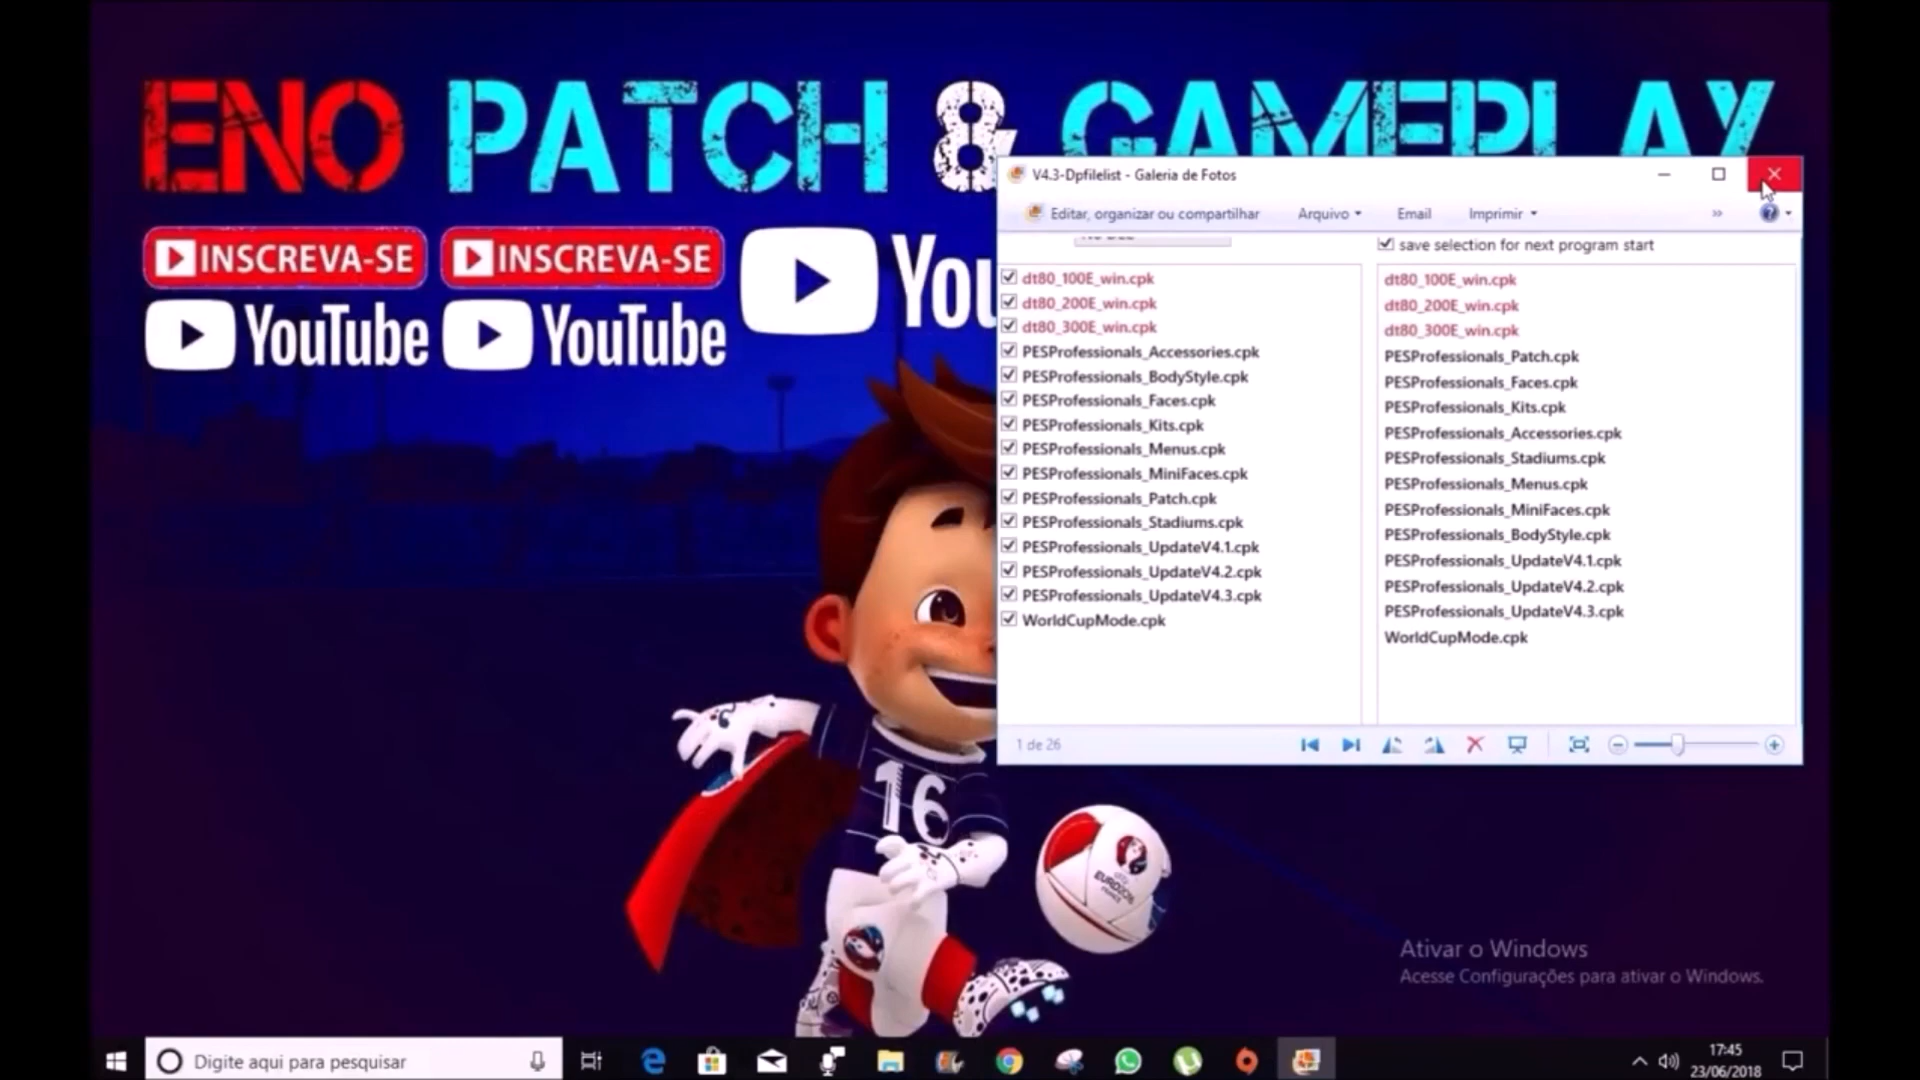 ENO PATCH & GAMEPLAY
INSCREVA-SE
INSCREVA-SE
YouTube
YouTube
You
V4.3-Dpfilelist - Galeria de Fotos
Editar, organizar ou compartilhar
Arquivo
Email
Imprimir
save selection for next program start
dt80_100E_win.cpk
dt80_200E_win.cpk
dt80_300E_win.cpk
PESProfessionals_Accessories.cpk
PESProfessionals_BodyStyle.cpk
PESProfessionals_Faces.cpk
PESProfessionals_Kits.cpk
PESProfessionals_Menus.cpk
PESProfessionals_MiniFaces.cpk
PESProfessionals_Patch.cpk
PESProfessionals_Stadiums.cpk
PESProfessionals_UpdateV4.1.cpk
PESProfessionals_UpdateV4.2.cpk
PESProfessionals_UpdateV4.3.cpk
WorldCupMode.cpk
dt80_100E_win.cpk
dt80_200E_win.cpk
dt80_300E_win.cpk
PESProfessionals_Patch.cpk
PESProfessionals_Faces.cpk
PESProfessionals_Kits.cpk
PESProfessionals_Accessories.cpk
PESProfessionals_Stadiums.cpk
PESProfessionals_Menus.cpk
PESProfessionals_MiniFaces.cpk
PESProfessionals_BodyStyle.cpk
PESProfessionals_UpdateV4.1.cpk
PESProfessionals_UpdateV4.2.cpk
PESProfessionals_UpdateV4.3.cpk
WorldCupMode.cpk
1 de 26
16
EURO2016
FRANCE
Ativar o Windows
Acesse Configurações para ativar o Windows.
Digite aqui para pesquisar
17:45
23/06/2018